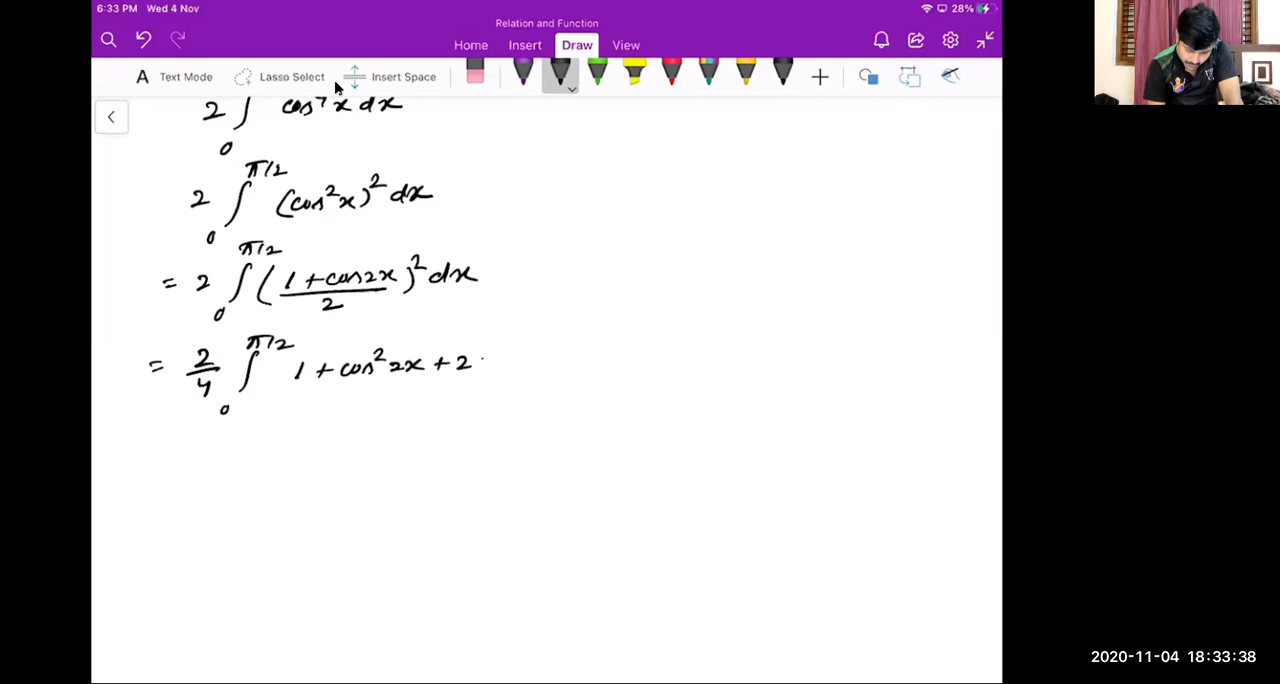 6:33 PM Wed 4 Nov
28%
Relation and Function
Home Insert Draw View
A Text Mode Lasso Select Insert Space
2 ∫ cos⁴x dx
0
π/2
2 ∫ (cos²x)² dx
0
π/2
= 2 ∫ ( 1 + cos2x / 2 )² dx
0
π/2
= 2/4 ∫ 1 + cos² 2x + 2
0
2020-11-04 18:33:38